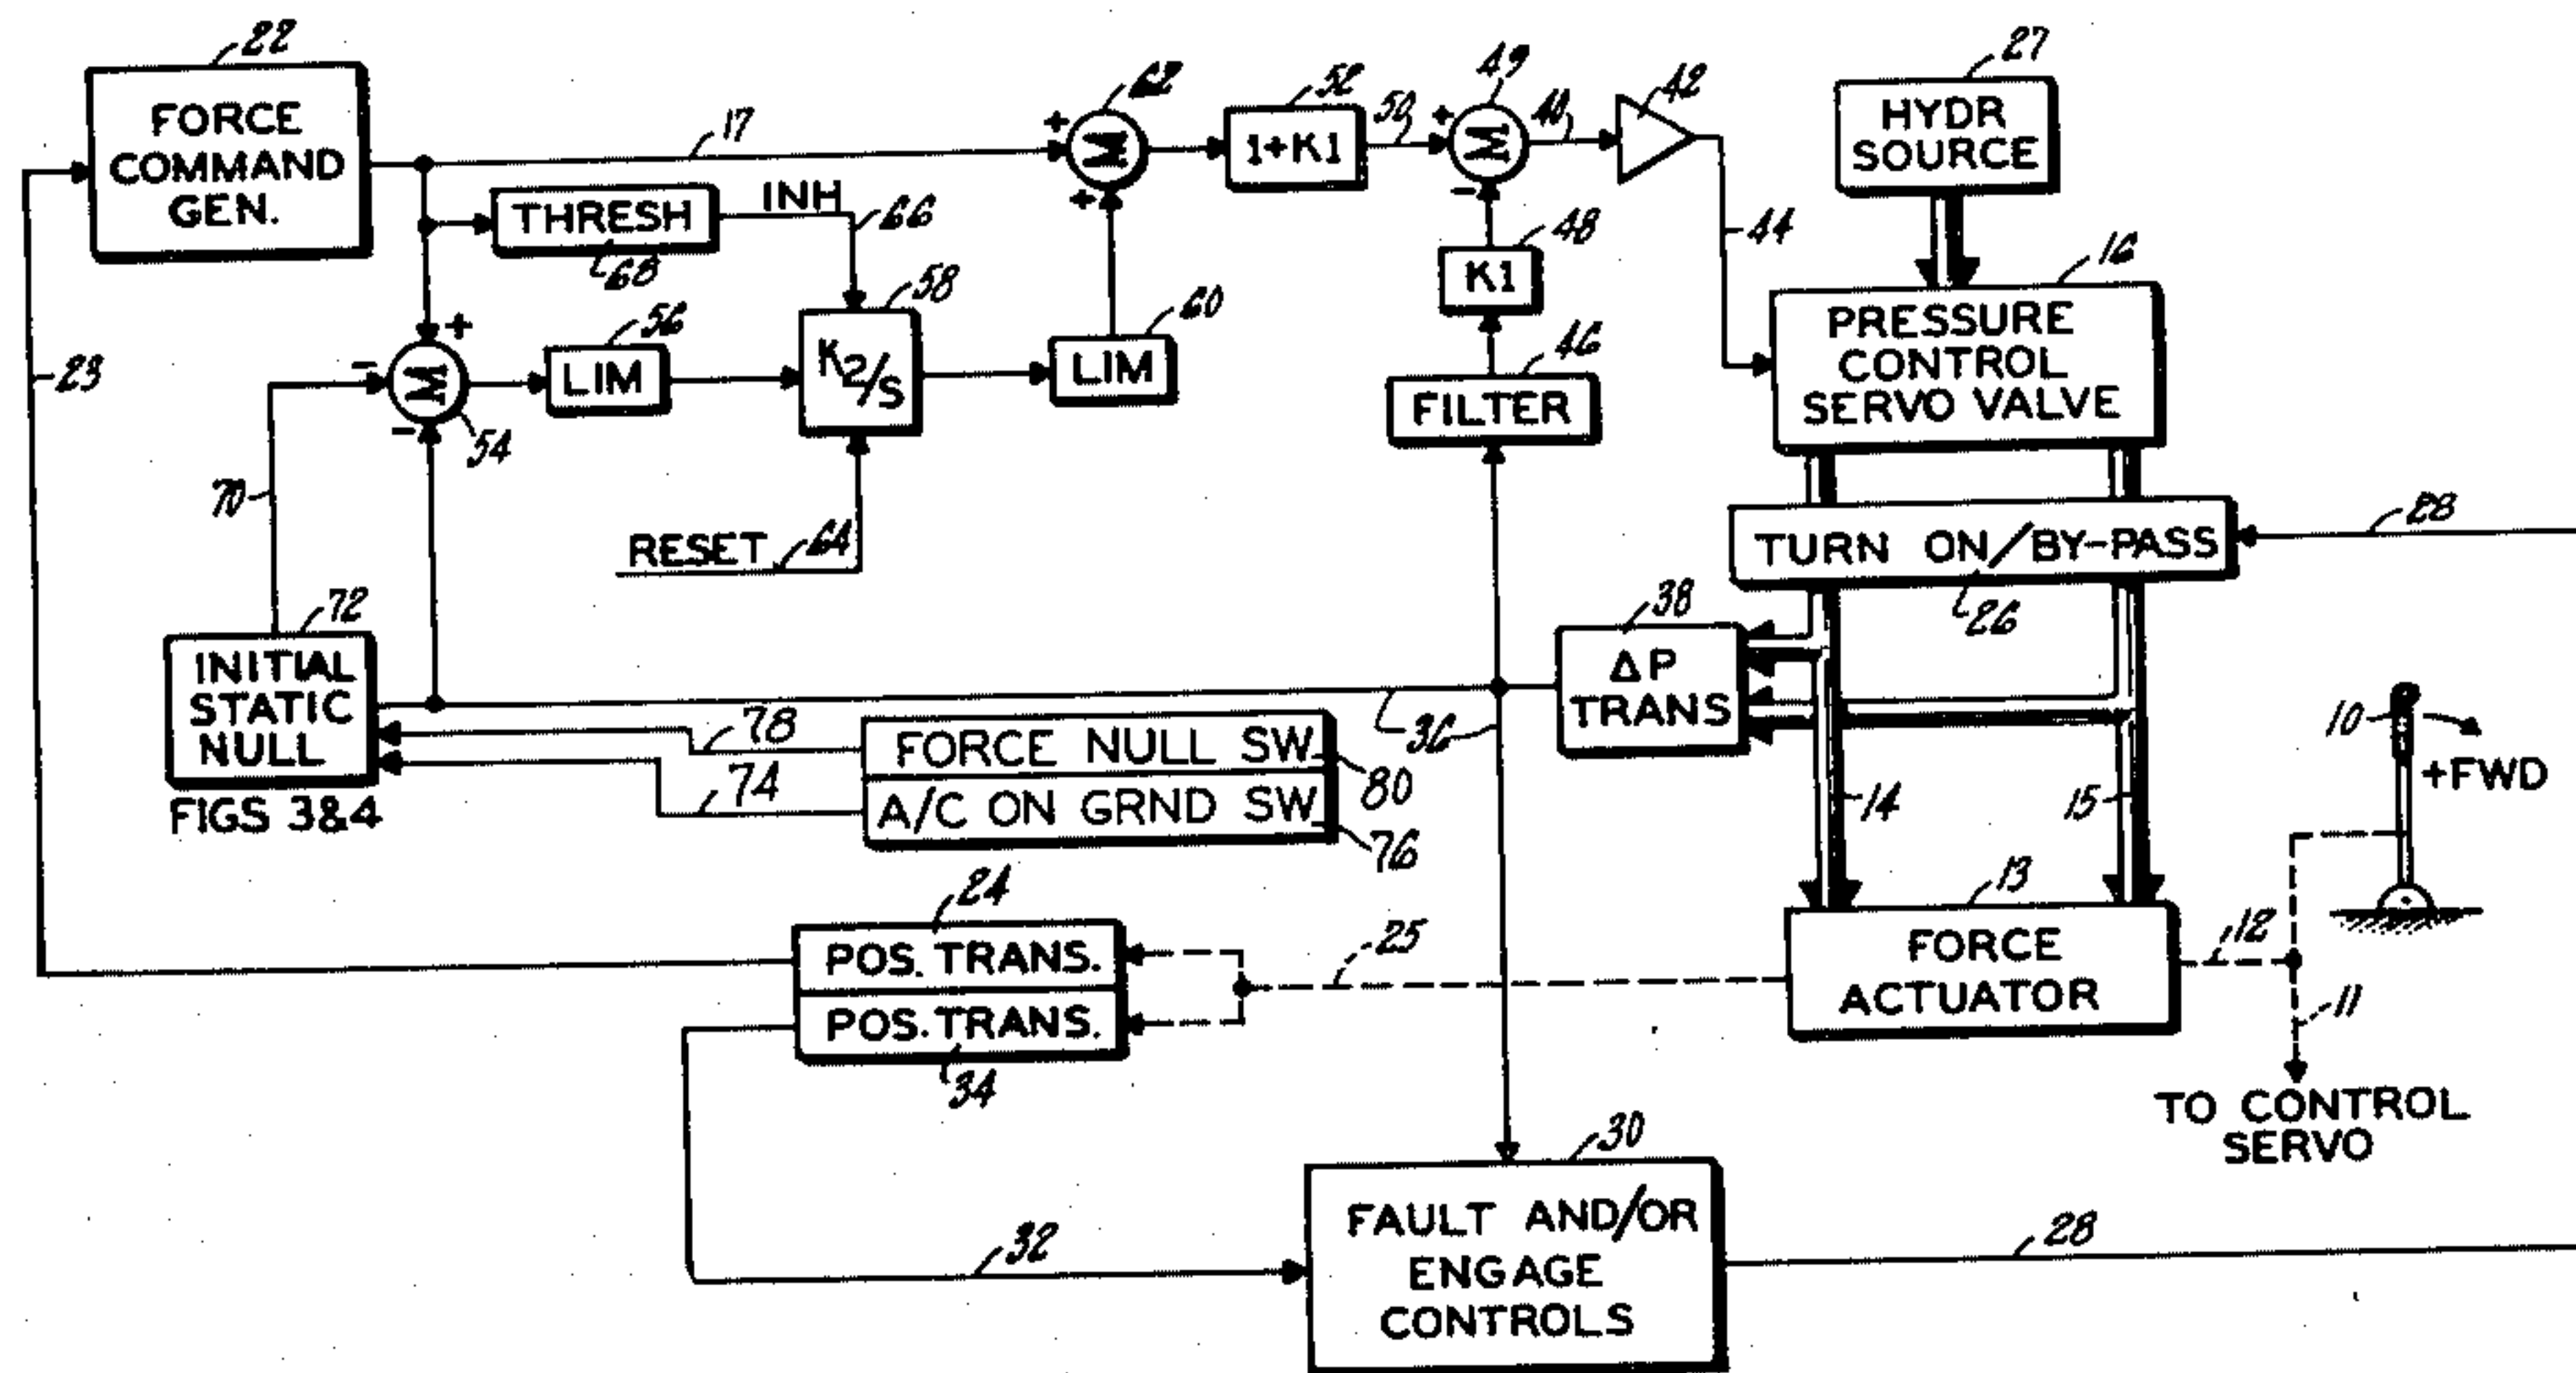 22
FORCE
COMMAND
GEN.
23
17
THRESH
68
INH
66
+
-
-
54
56
LIM
58
K2/S
60
LIM
RESET
64
70
72
INITIAL
STATIC
NULL
FIGS 3&4
62
+
+
52
1+K1
50
49
+
-
40
42
44
48
K1
46
FILTER
27
HYDR
SOURCE
16
PRESSURE
CONTROL
SERVO VALVE
TURN ON/BY-PASS
26
28
38
ΔP
TRANS
36
78
FORCE NULL SW
80
74
A/C ON GRND SW
76
14
15
10
+FWD
13
FORCE
ACTUATOR
12
11
TO CONTROL
SERVO
24
POS. TRANS.
POS. TRANS.
34
25
32
30
FAULT AND/OR
ENGAGE
CONTROLS
28